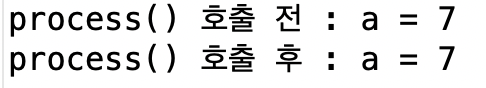 process() 호출 전 : a = 7
process() 호출 후 : a = 7